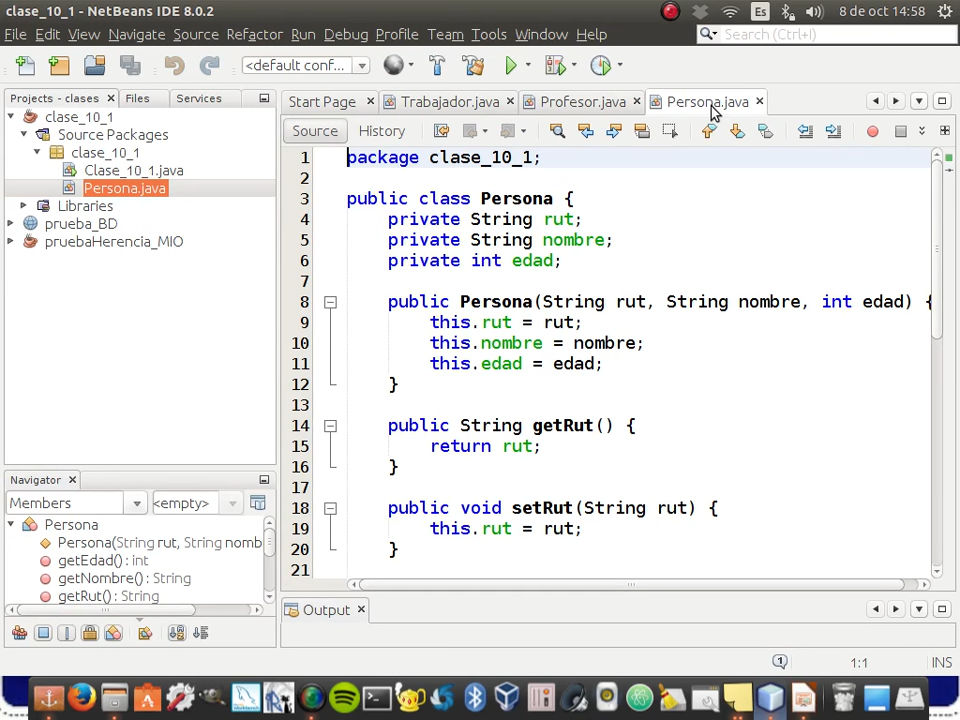 clase_10_1 - NetBeans IDE 8.0.2
Es
8 de oct 14:58
File Edit View Navigate Source Refactor Run Debug Profile Team Tools Window Help
Search (Ctrl+I)
<default conf...
Projects - clases
Files
Services
Start Page
Trabajador.java
Profesor.java
Persona.java
clase_10_1
Source Packages
clase_10_1
Clase_10_1.java
Persona.java
Libraries
prueba_BD
pruebaHerencia_MIO
Source
History
1 package clase_10_1;
2
3 public class Persona {
4 private String rut;
5 private String nombre;
6 private int edad;
7
8 public Persona(String rut, String nombre, int edad) {
9 this.rut = rut;
10 this.nombre = nombre;
11 this.edad = edad;
12 }
13
14 public String getRut() {
15 return rut;
16 }
17
18 public void setRut(String rut) {
19 this.rut = rut;
20 }
21
Navigator
Members
<empty>
Persona
Persona(String rut, String nomb
getEdad() : int
getNombre() : String
getRut() : String
Output
1
1:1
INS